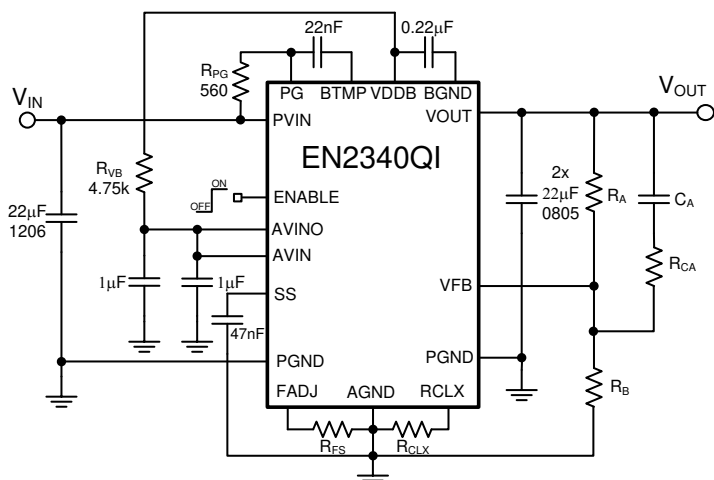 22nF
0.22µF
R_PG
560
PG
BTMP
VDDB
BGND
V_IN
V_OUT
PVIN
VOUT
EN2340QI
R_VB
4.75k
ON
OFF
ENABLE
2x
22µF
0805
R_A
C_A
22µF
1206
AVINO
AVIN
R_CA
1µF
1µF
SS
VFB
47nF
PGND
PGND
FADJ
AGND
RCLX
R_B
R_FS
R_CLX